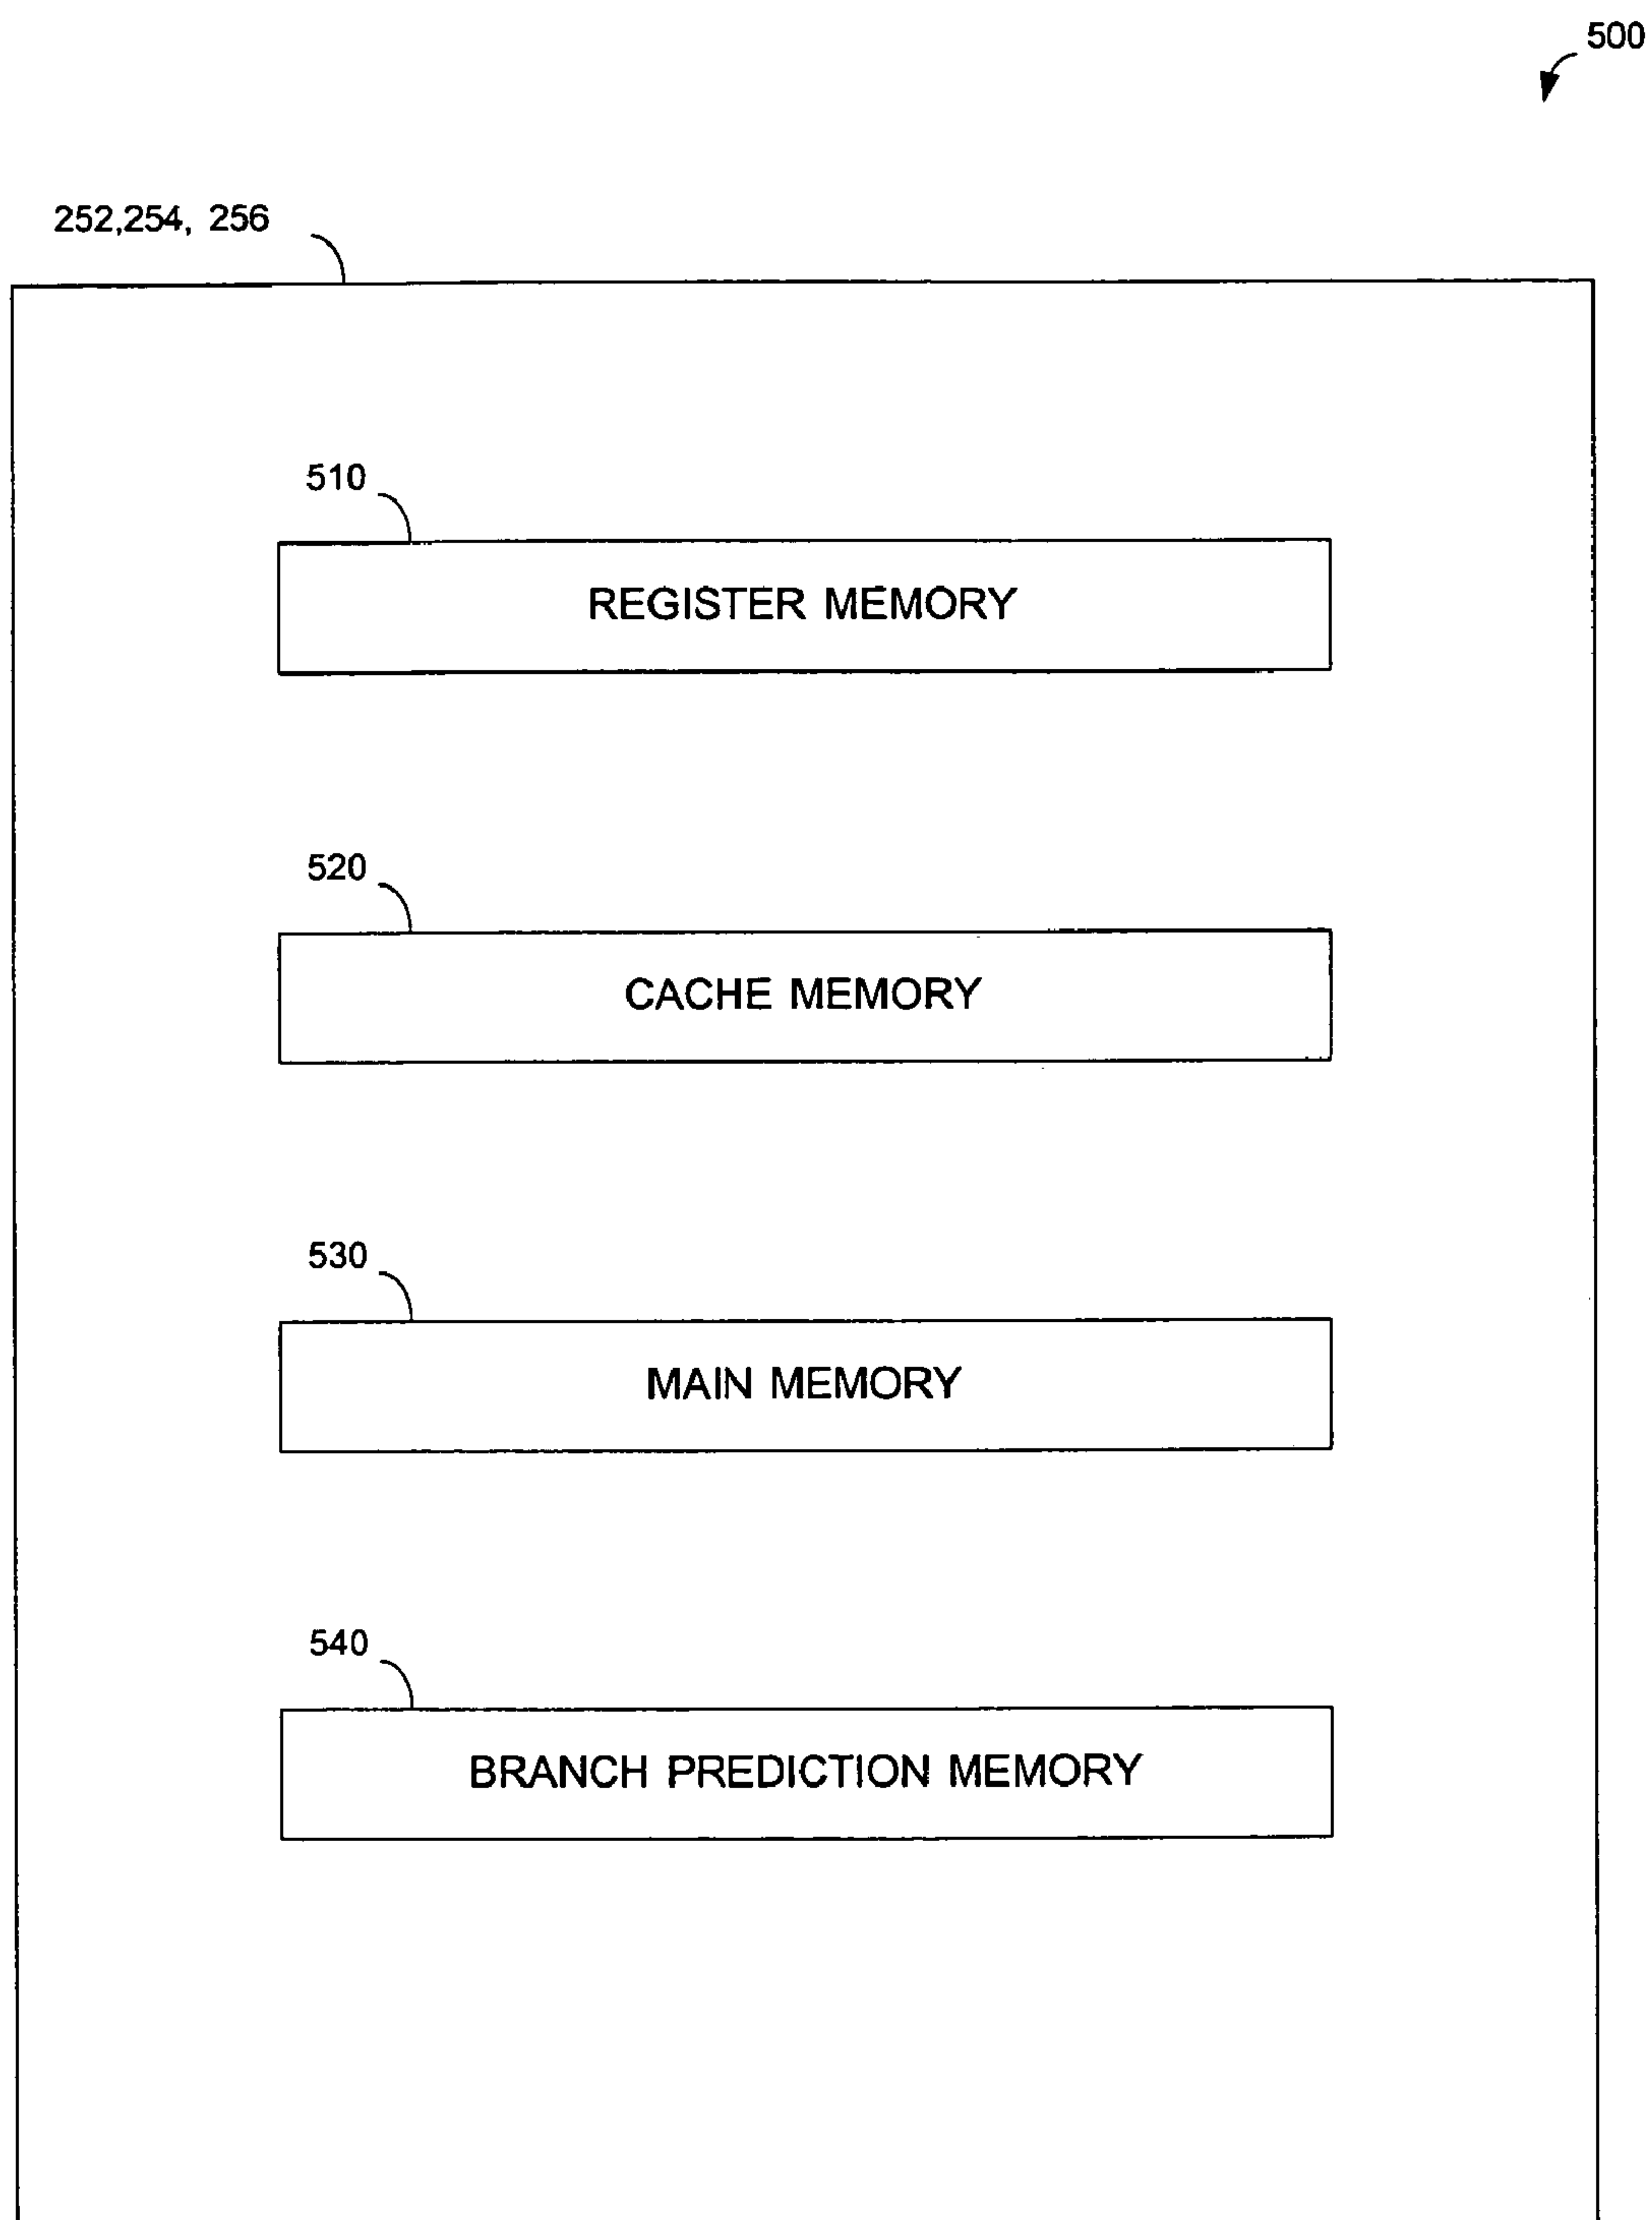 500
252,254, 256
510
REGISTER MEMORY
520
CACHE MEMORY
530
MAIN MEMORY
540
BRANCH PREDICTION MEMORY